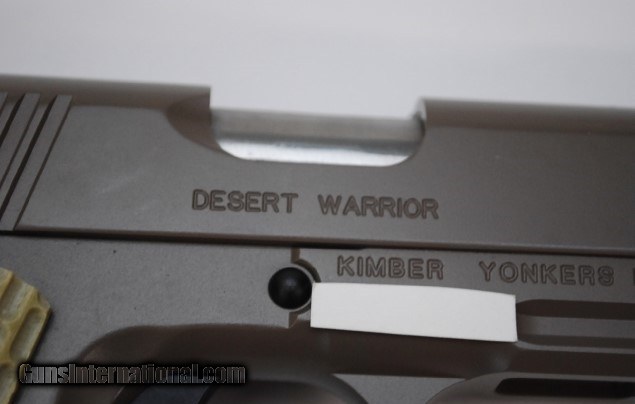 DESERT WARRIOR
KIMBER YONKERS
GunsInternational.com